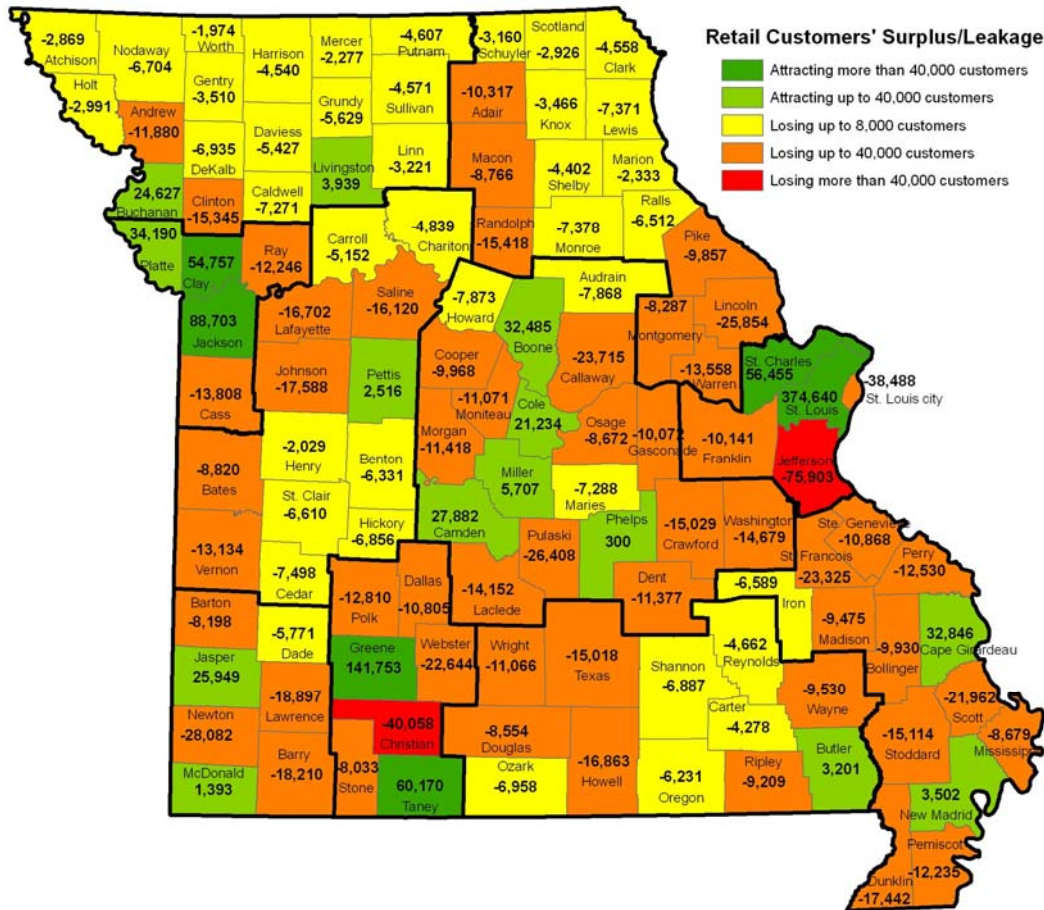 Retail Customers' Surplus/Leakage
Attracting more than 40,000 customers
Attracting up to 40,000 customers
Losing up to 8,000 customers
Losing up to 40,000 customers
Losing more than 40,000 customers
-2,869
Atchison
Nodaway
-6,704
-1,974
Worth
Harrison
-4,540
Mercer
-2,277
-4,607
Putnam
-3,160
Schuyler
Scotland
-2,926
-4,558
Clark
Holt
-2,991
Andrew
-11,880
Gentry
-3,510
Daviess
-5,427
Grundy
-5,629
-4,571
Sullivan
-10,317
Adair
-3,466
Knox
-7,371
Lewis
-6,935
DeKalb
Livingston
3,939
Linn
-3,221
Macon
-8,766
-4,402
Shelby
Marion
-2,333
24,627
Buchanan
Clinton
-15,345
Caldwell
-7,271
Carroll
-5,152
-4,839
Chariton
Randolph
-15,418
-7,378
Monroe
Ralls
-6,512
34,190
Platte
54,757
Clay
Ray
-12,246
-16,702
Lafayette
Saline
-16,120
-7,873
Howard
32,485
Boone
Audrain
-7,868
Pike
-9,857
88,703
Jackson
Johnson
-17,588
Pettis
2,516
Cooper
-9,968
-11,071
Moniteau
Cole
21,234
-23,715
Callaway
-8,287
Montgomery
Lincoln
-25,854
-13,558
Warren
St. Charles
56,455
374,640
St. Louis
-38,488
St. Louis city
-13,808
Cass
-2,029
Henry
Benton
-6,331
Morgan
-11,418
Miller
5,707
Osage
-8,672
-10,072
Gasconade
-10,141
Franklin
Jefferson
-75,903
-8,820
Bates
St. Clair
-6,610
Hickory
-6,856
27,882
Camden
Pulaski
-26,408
-7,288
Maries
Phelps
300
-15,029
Crawford
Washington
-14,679
Ste. Genevie
-10,868
St. Francois
-23,325
Perry
-12,530
-13,134
Vernon
-7,498
Cedar
-12,810
Polk
Dallas
-10,805
-14,152
Laclede
Dent
-11,377
-6,589
Iron
-9,475
Madison
-9,930
Bollinger
32,846
Cape Girardeau
Barton
-8,198
-5,771
Dade
Greene
141,753
Webster
-22,644
Wright
-11,066
-15,018
Texas
Shannon
-6,887
-4,662
Reynolds
-9,530
Wayne
-21,962
Scott
Jasper
25,949
-18,897
Lawrence
-40,058
Christian
-8,554
Douglas
Carter
-4,278
-15,114
Stoddard
-8,679
Mississippi
Newton
-28,082
Barry
-18,210
-8,033
Stone
60,170
Taney
Ozark
-6,958
-16,863
Howell
-6,231
Oregon
Ripley
-9,209
Butler
3,201
3,502
New Madrid
McDonald
1,393
Pemiscot
-12,235
Dunklin
-17,442